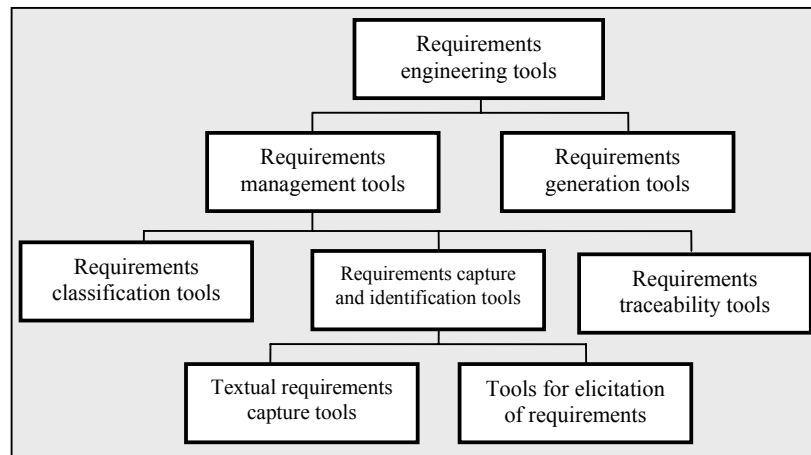 Requirements
engineering tools
Requirements
management tools
Requirements
generation tools
Requirements
classification tools
Requirements capture
and identification tools
Requirements
traceability tools
Textual requirements
capture tools
Tools for elicitation
of requirements